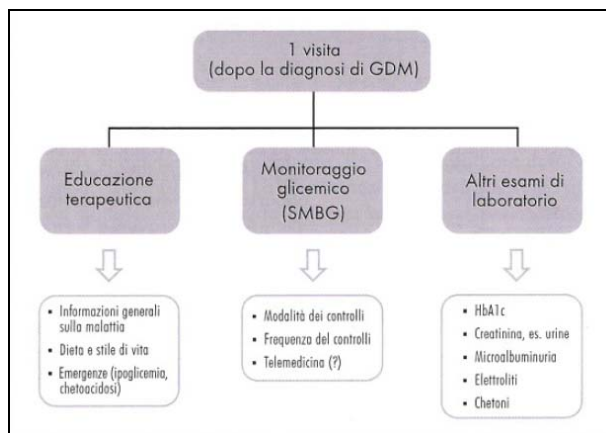 1 visita
(dopo la diagnosi di GDM)
Educazione
terapeutica
Monitoraggio
glicemico
(SMBG)
Altri esami di
laboratorio
▪ Informazioni generali
sulla malattia
▪ Dieta e stile di vita
▪ Emergenze (ipoglicemia,
chetoacidosi)
▪ Modalità dei controlli
▪ Frequenza del controlli
▪ Telemedicina (?)
▪ HbA1c
▪ Creatinina, es. urine
▪ Microalbuminuria
▪ Elettroliti
▪ Chetoni